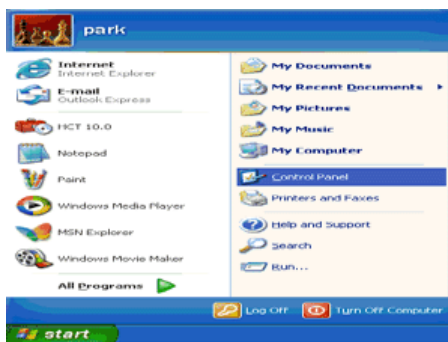 park
Internet
Internet Explorer
E-mail
Outlook Express
HCT 10.0
Notepad
Paint
Windows Media Player
MSN Explorer
Windows Movie Maker
All Programs
My Documents
My Recent Documents
My Pictures
My Music
My Computer
Control Panel
Printers and Faxes
Help and Support
Search
Run...
Log Off
Turn Off Computer
start